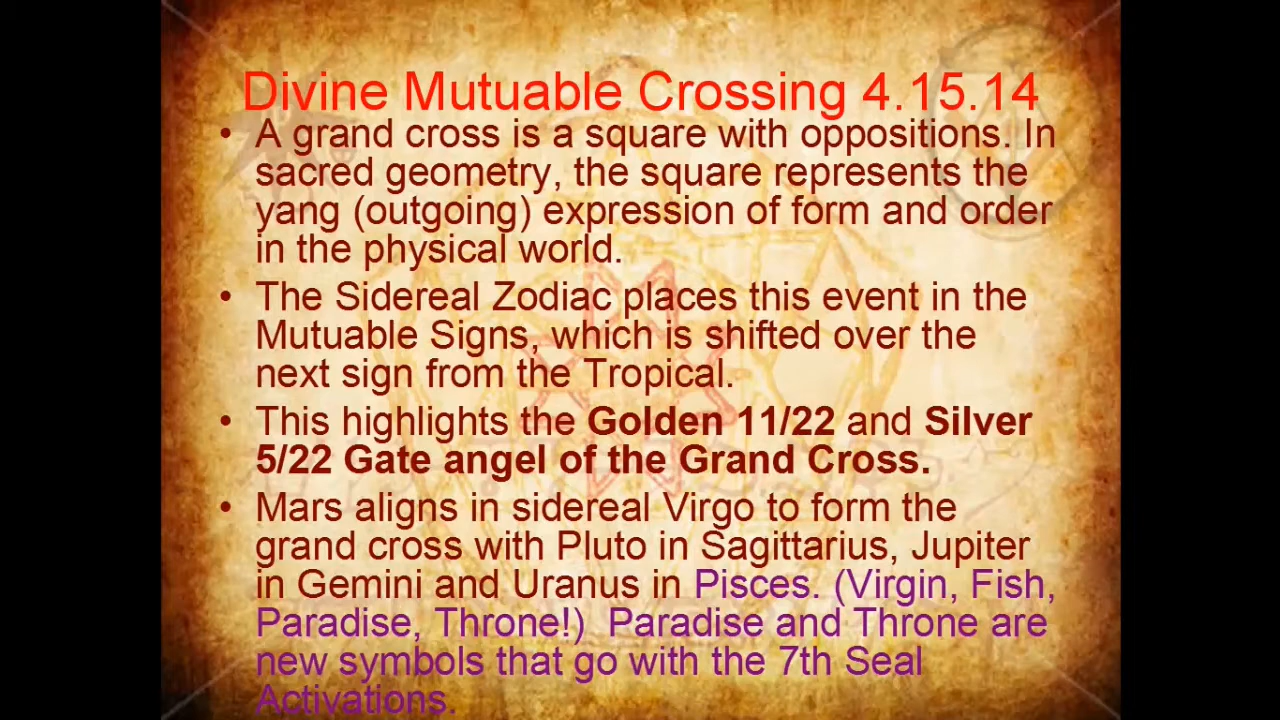 Divine Mutuable Crossing 4.15.14
• A grand cross is a square with oppositions. In
sacred geometry, the square represents the
yang (outgoing) expression of form and order
in the physical world.
• The Sidereal Zodiac places this event in the
Mutuable Signs, which is shifted over the
next sign from the Tropical.
• This highlights the Golden 11/22 and Silver
5/22 Gate angel of the Grand Cross.
• Mars aligns in sidereal Virgo to form the
grand cross with Pluto in Sagittarius, Jupiter
in Gemini and Uranus in Pisces. (Virgin, Fish,
Paradise, Throne!) Paradise and Throne are
new symbols that go with the 7th Seal
Activations.